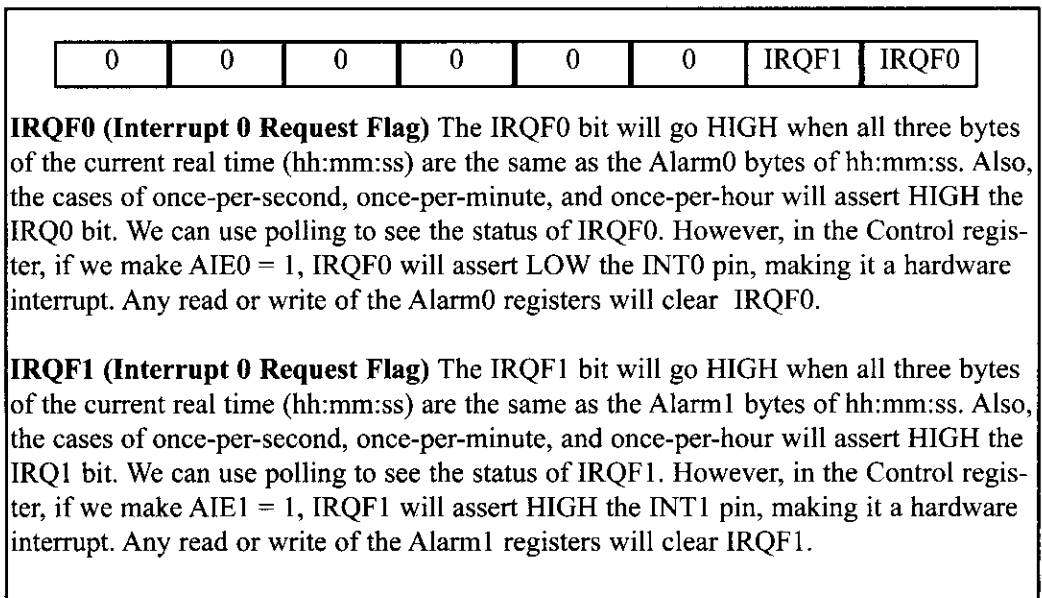 0 0 0 0 0 0 IRQF1 IRQF0
IRQF0 (Interrupt 0 Request Flag) The IRQF0 bit will go HIGH when all three bytes
of the current real time (hh:mm:ss) are the same as the Alarm0 bytes of hh:mm:ss. Also,
the cases of once-per-second, once-per-minute, and once-per-hour will assert HIGH the
IRQ0 bit. We can use polling to see the status of IRQF0. However, in the Control regis-
ter, if we make AIE0 = 1, IRQF0 will assert LOW the INT0 pin, making it a hardware
interrupt. Any read or write of the Alarm0 registers will clear IRQF0.
IRQF1 (Interrupt 0 Request Flag) The IRQF1 bit will go HIGH when all three bytes
of the current real time (hh:mm:ss) are the same as the Alarm1 bytes of hh:mm:ss. Also,
the cases of once-per-second, once-per-minute, and once-per-hour will assert HIGH the
IRQ1 bit. We can use polling to see the status of IRQF1. However, in the Control regis-
ter, if we make AIE1 = 1, IRQF1 will assert HIGH the INT1 pin, making it a hardware
interrupt. Any read or write of the Alarm1 registers will clear IRQF1.